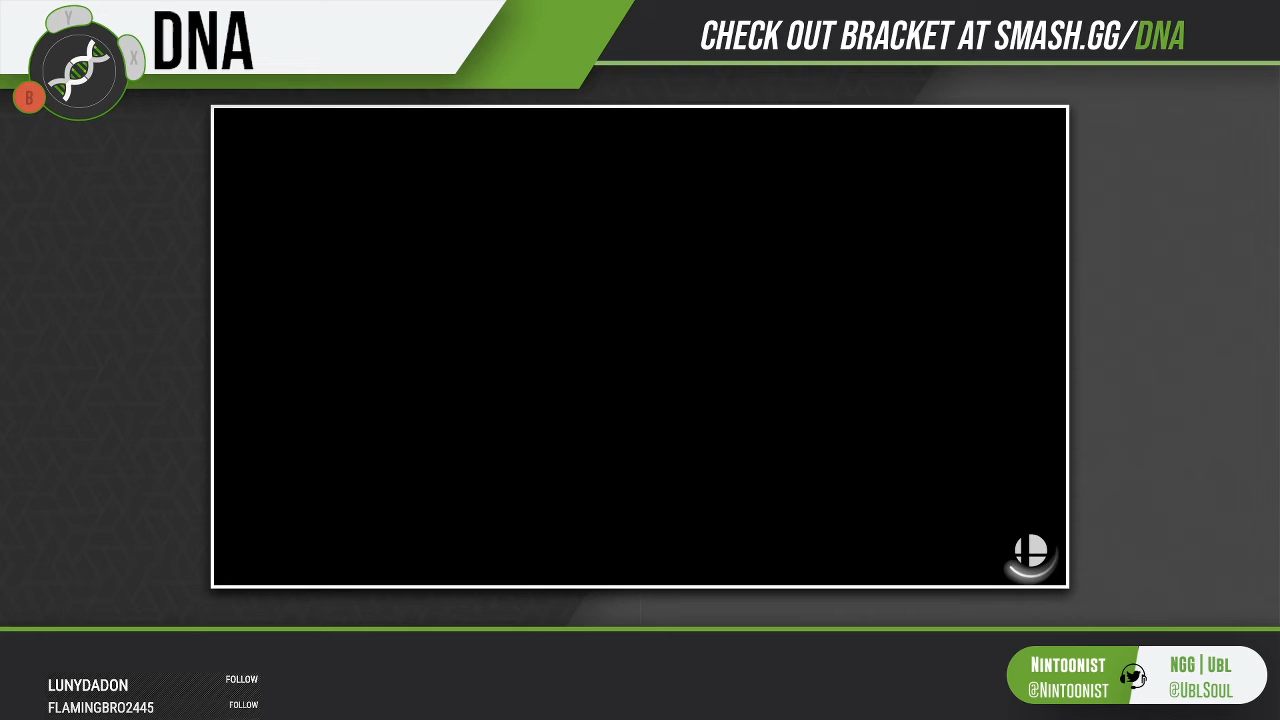 Y
X
B
DNA
CHECK OUT BRACKET AT SMASH.GG/DNA
LUNYDADON FOLLOW
FLAMINGBRO2445 FOLLOW
NINTOONIST
@NINTOONIST
NGG | UBL
@UBLSOUL